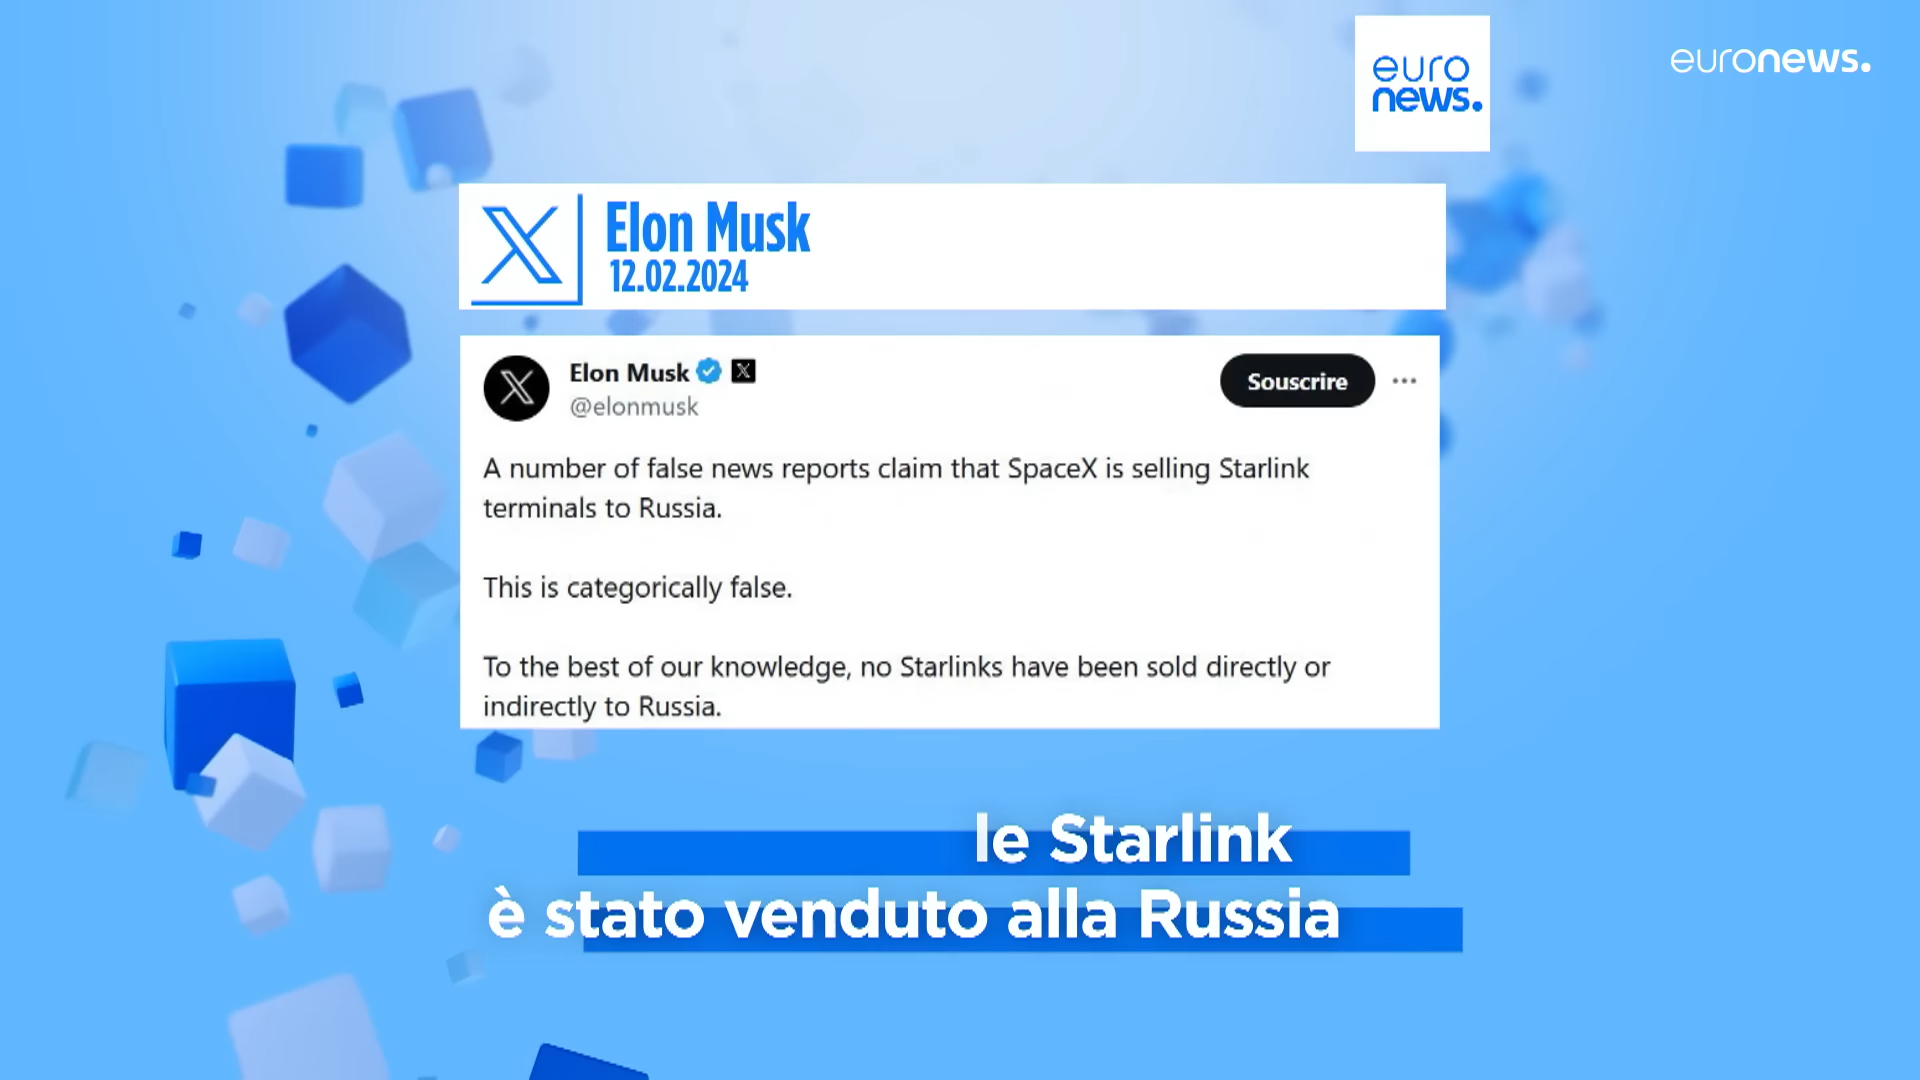 euro
news.
euronews.
Elon Musk
12.02.2024
Elon Musk
@elonmusk
Souscrire
A number of false news reports claim that SpaceX is selling Starlink
terminals to Russia.
This is categorically false.
To the best of our knowledge, no Starlinks have been sold directly or
indirectly to Russia.
le Starlink
è stato venduto alla Russia